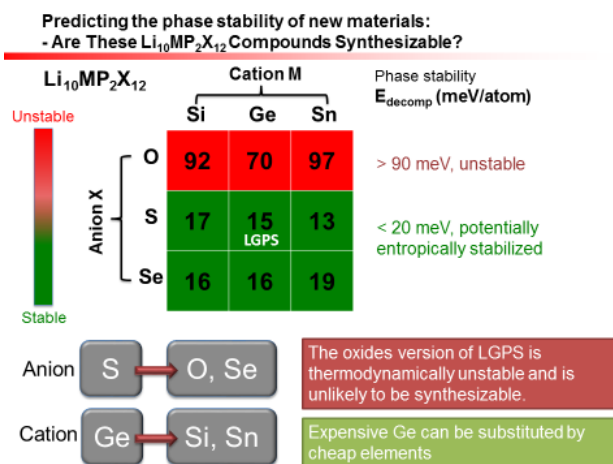 Predicting the phase stability of new materials:
- Are These Li₁₀MP₂X₁₂ Compounds Synthesizable?
Li₁₀MP₂X₁₂
Cation M
Phase stability
E_decomp (meV/atom)
Si Ge Sn
Unstable
Stable
Anion X
O 92 70 97
> 90 meV, unstable
S 17 15 13
LGPS
< 20 meV, potentially
entropically stabilized
Se 16 16 19
Anion S O, Se
The oxides version of LGPS is
thermodynamically unstable and is
unlikely to be synthesizable.
Cation Ge Si, Sn
Expensive Ge can be substituted by
cheap elements